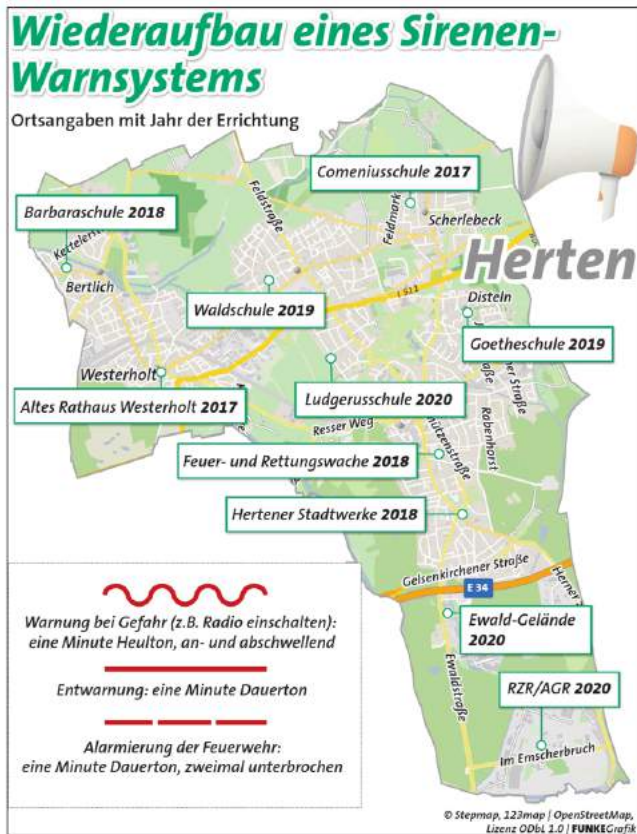 Wiederaufbau eines Sirenen-
Warnsystems
Ortsangaben mit Jahr der Errichtung
Comeniusschule 2017
Barbaraschule 2018
Feldstraße
Feldmark
Scherlebeck
Bertlich
Herten
L 511
Waldschule 2019
Disteln
Goetheschule 2019
Westerholt
Altes Rathaus Westerholt 2017
Ludgerusschule 2020
Resser Weg
Rabenhorst
Feuer- und Rettungswache 2018
Hertener Stadtwerke 2018
Gelsenkirchener Straße
E 34
Ewald-Gelände
2020
Ewaldstraße
RZR/AGR 2020
Im Emscherbruch
Warnung bei Gefahr (z.B. Radio einschalten):
eine Minute Heulton, an- und abschwellend
Entwarnung: eine Minute Dauerton
Alarmierung der Feuerwehr:
eine Minute Dauerton, zweimal unterbrochen
© Stepmap, 123map | OpenStreetMap,
Lizenz ODbL 1.0 | FUNKEGrafik